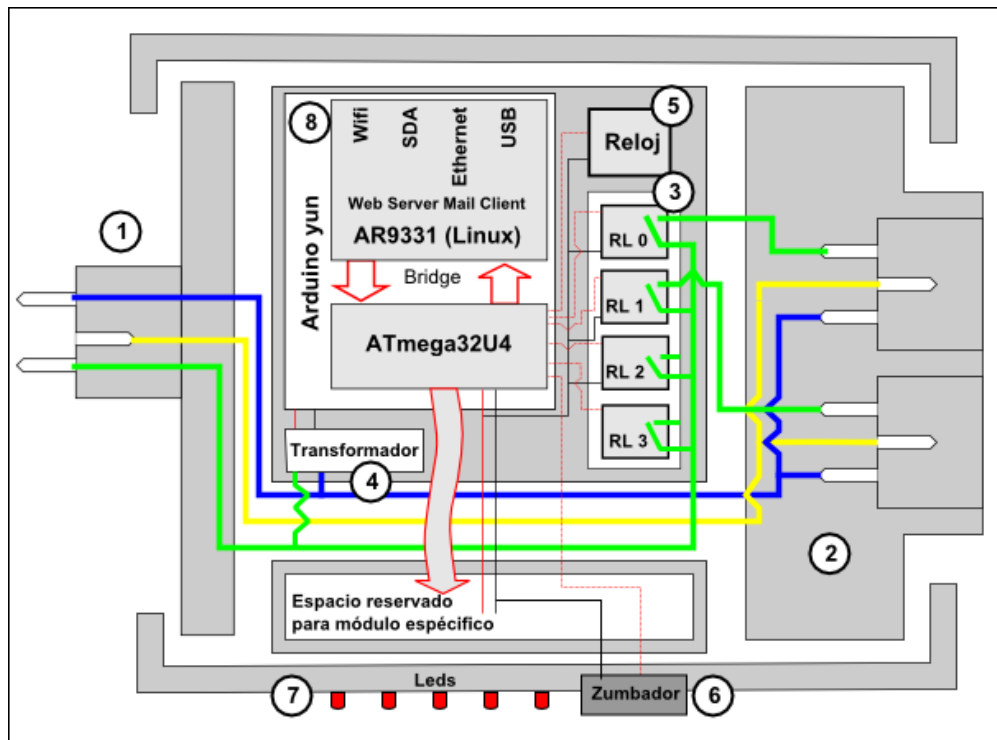 8
Wifi
SDA
Ethernet
USB
Web Server Mail Client
AR9331 (Linux)
Arduino yun
Bridge
ATmega32U4
5
Reloj
3
RL 0
RL 1
RL 2
RL 3
1
Transformador
4
2
Espacio reservado
para módulo espécifico
7
Leds
Zumbador
6